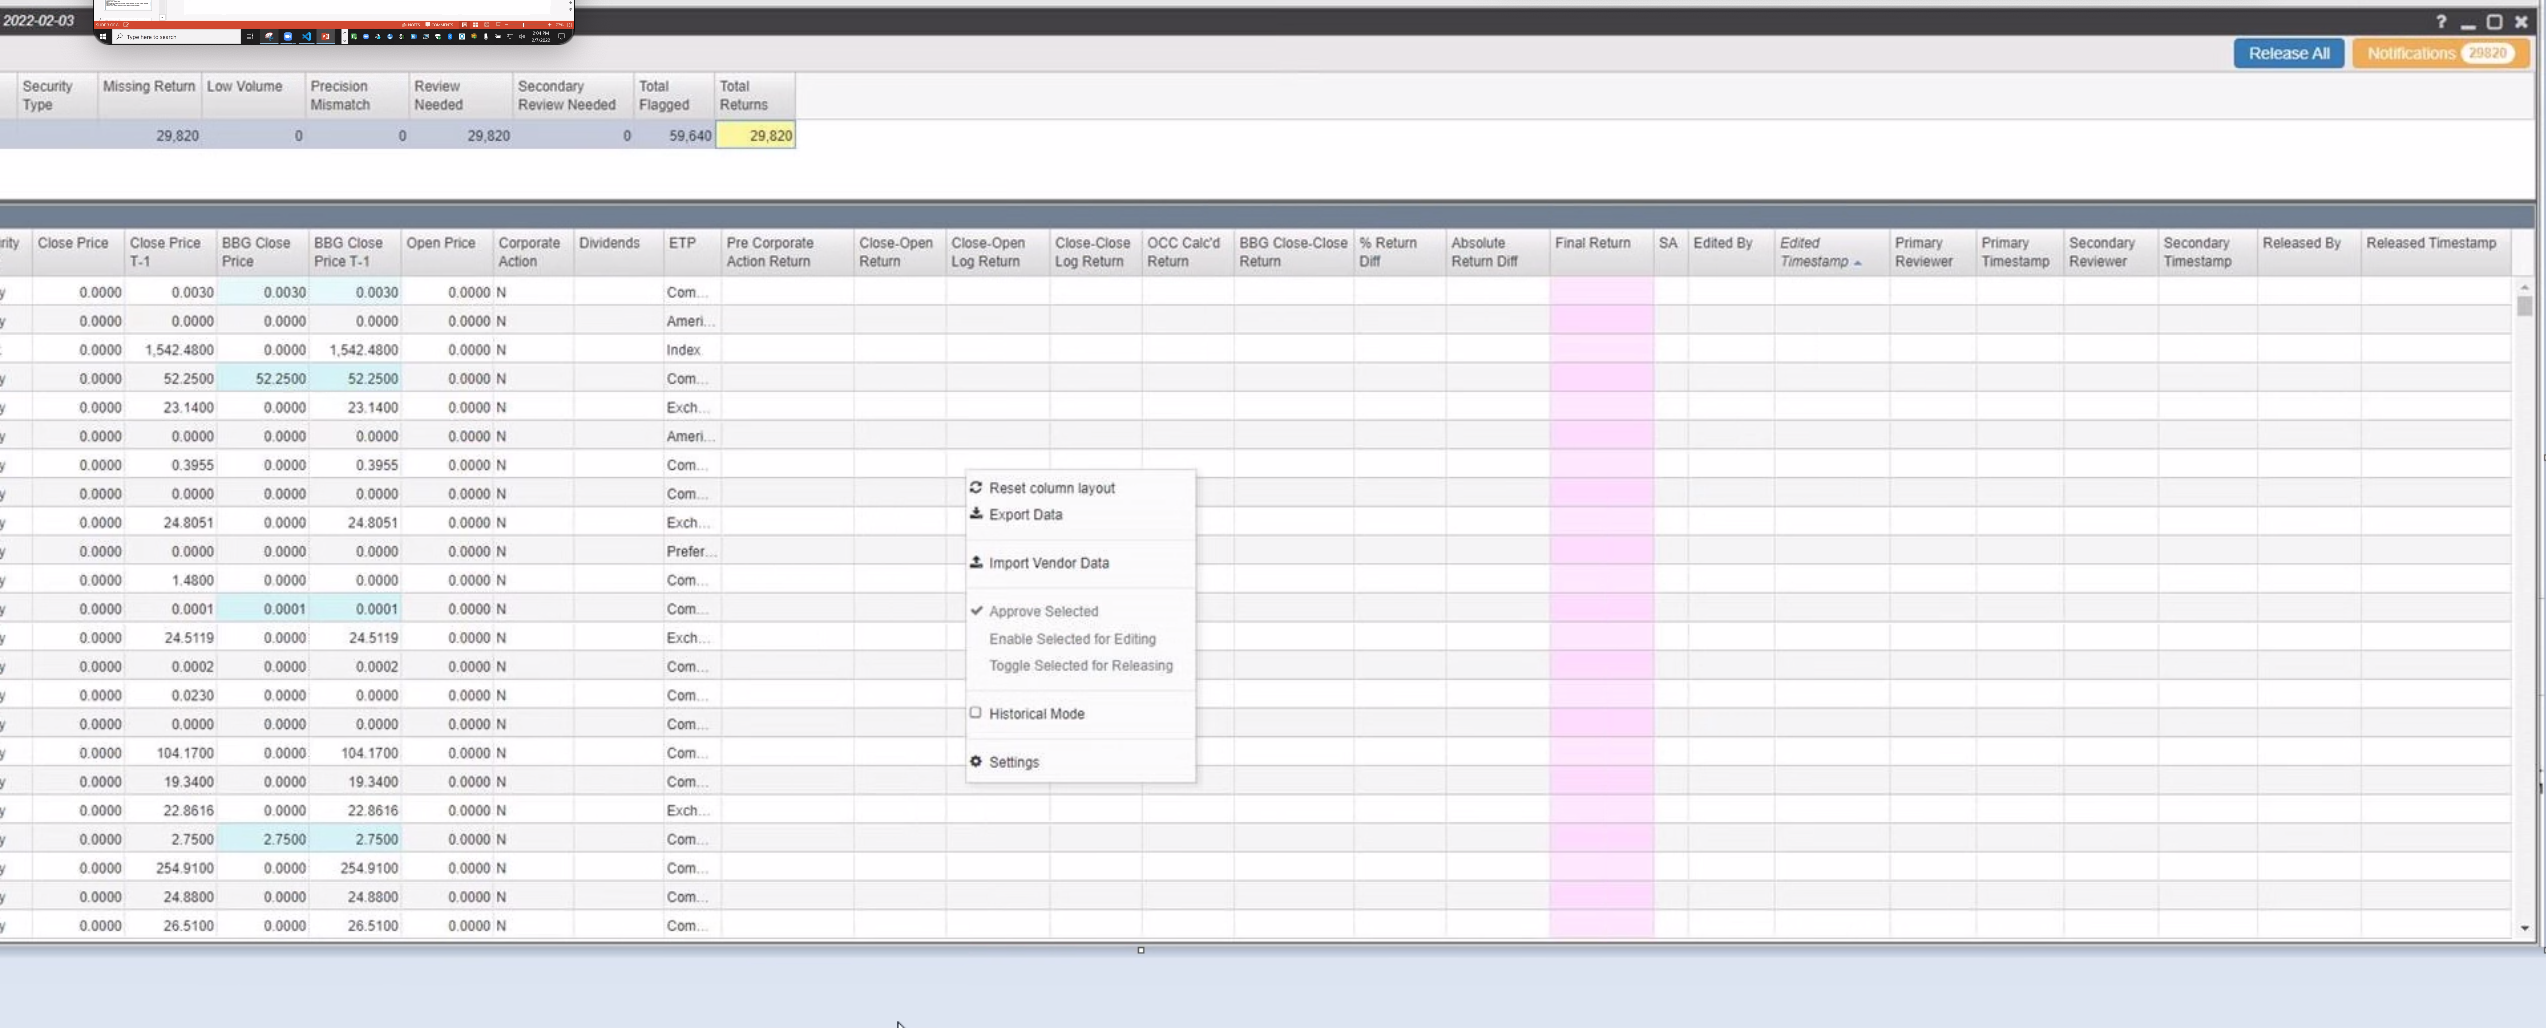 2022-02-03
Type here to search
2:04 PM
2/7/2022
?
Release All Notifications 29820
Security Type Missing Return Low Volume Precision Mismatch Review Needed Secondary Review Needed Total Flagged Total Returns
29,820 0 0 29,820 0 59,640 29,820
rity Close Price Close Price T-1 BBG Close Price BBG Close Price T-1 Open Price Corporate Action Dividends ETP Pre Corporate Action Return Close-Open Return Close-Open Log Return Close-Close Log Return OCC Calc'd Return BBG Close-Close Return % Return Diff Absolute Return Diff Final Return SA Edited By Edited Timestamp Primary Reviewer Primary Timestamp Secondary Reviewer Secondary Timestamp Released By Released Timestamp
y 0.0000 0.0030 0.0030 0.0030 0.0000 N Com...
y 0.0000 0.0000 0.0000 0.0000 0.0000 N Ameri...
0.0000 1,542.4800 0.0000 1,542.4800 0.0000 N Index
y 0.0000 52.2500 52.2500 52.2500 0.0000 N Com...
y 0.0000 23.1400 0.0000 23.1400 0.0000 N Exch...
y 0.0000 0.0000 0.0000 0.0000 0.0000 N Ameri...
y 0.0000 0.3955 0.0000 0.3955 0.0000 N Com...
y 0.0000 0.0000 0.0000 0.0000 0.0000 N Com...
y 0.0000 24.8051 0.0000 24.8051 0.0000 N Exch...
y 0.0000 0.0000 0.0000 0.0000 0.0000 N Prefer...
y 0.0000 1.4800 0.0000 0.0000 0.0000 N Com...
y 0.0000 0.0001 0.0001 0.0001 0.0000 N Com...
y 0.0000 24.5119 0.0000 24.5119 0.0000 N Exch...
y 0.0000 0.0002 0.0000 0.0002 0.0000 N Com...
y 0.0000 0.0230 0.0000 0.0000 0.0000 N Com...
y 0.0000 0.0000 0.0000 0.0000 0.0000 N Com...
y 0.0000 104.1700 0.0000 104.1700 0.0000 N Com...
y 0.0000 19.3400 0.0000 19.3400 0.0000 N Com...
y 0.0000 22.8616 0.0000 22.8616 0.0000 N Exch...
y 0.0000 2.7500 2.7500 2.7500 0.0000 N Com...
y 0.0000 254.9100 0.0000 254.9100 0.0000 N Com...
y 0.0000 24.8800 0.0000 24.8800 0.0000 N Com...
y 0.0000 26.5100 0.0000 26.5100 0.0000 N Com...
Reset column layout
Export Data
Import Vendor Data
Approve Selected
Enable Selected for Editing
Toggle Selected for Releasing
Historical Mode
Settings